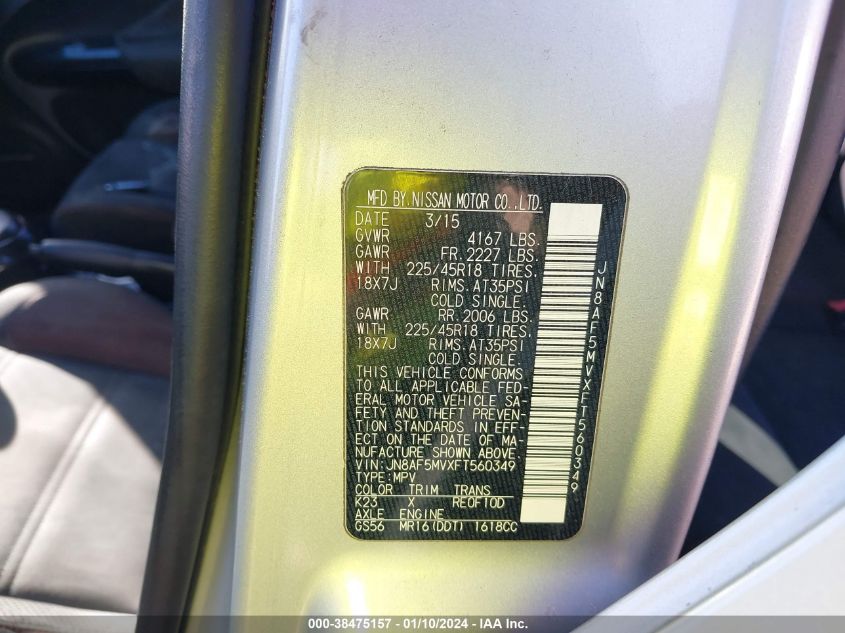 MFD BY.NISSAN MOTOR CO.,LTD.
DATE 3/15
GVWR 4167 LBS.
GAWR FR. 2227 LBS.
WITH 225/45R18 TIRES,
18X7J RIMS. AT35PSI
COLD SINGLE.
GAWR RR. 2006 LBS.
WITH 225/45R18 TIRES,
18X7J RIMS. AT35PSI
COLD SINGLE.
THIS VEHICLE CONFORMS
TO ALL APPLICABLE FED-
ERAL MOTOR VEHICLE SA-
FETY AND THEFT PREVEN-
TION STANDARDS IN EFF-
ECT ON THE DATE OF MA-
NUFACTURE SHOWN ABOVE.
VIN:JN8AF5MVXFT560349
TYPE:MPV
COLOR TRIM TRANS
K23 X RE0F10D
AXLE ENGINE
GS56 MR16(DDT) 1618CC
JN8AF5MVXFT560349
000-38475157 - 01/10/2024 - IAA Inc.